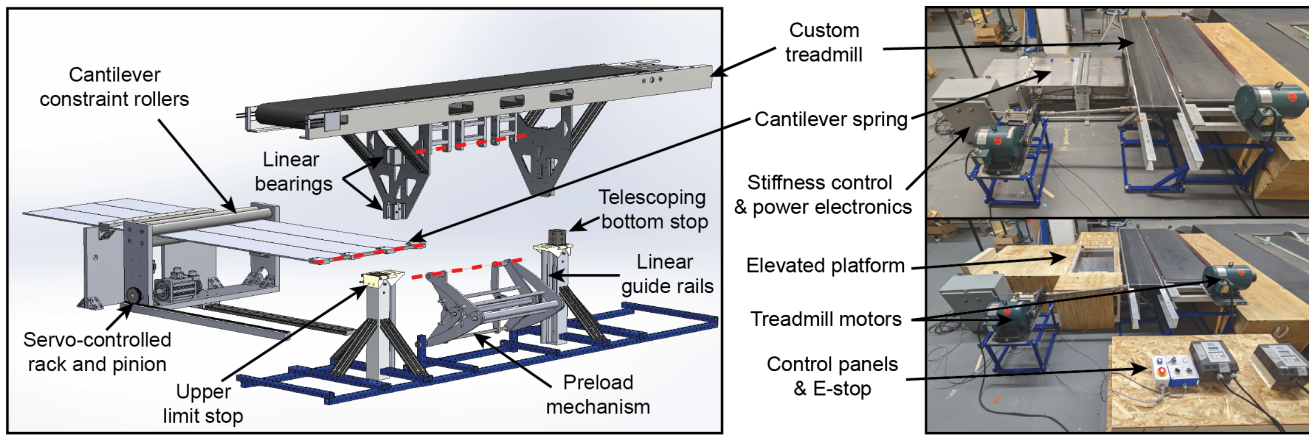 Cantilever
constraint rollers
Linear
bearings
Telescoping
bottom stop
Linear
guide rails
Servo-controlled
rack and pinion
Upper
limit stop
Preload
mechanism
Custom
treadmill
Cantilever spring
Stiffness control
& power electronics
Elevated platform
Treadmill motors
Control panels
& E-stop